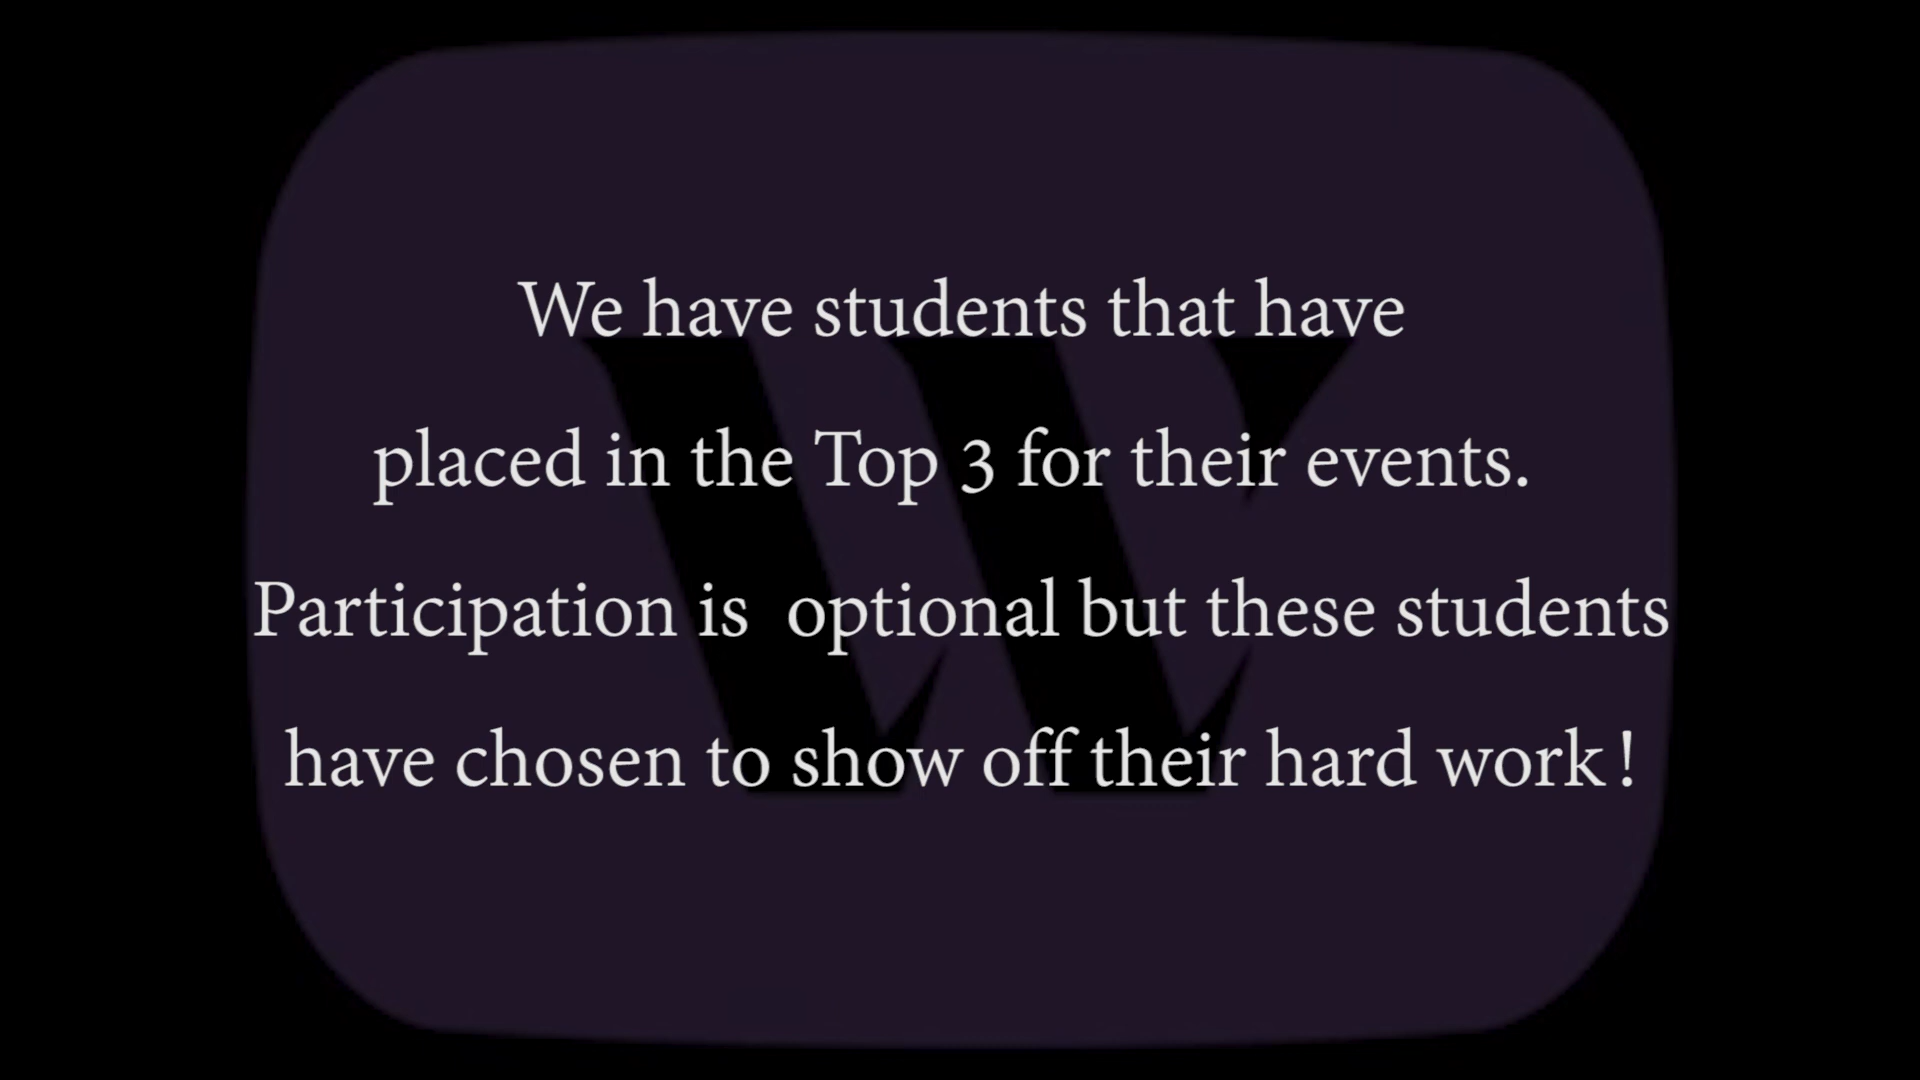 We have students that have
placed in the Top 3 for their events.
Participation is  optional but these students
have chosen to show off their hard work!
W